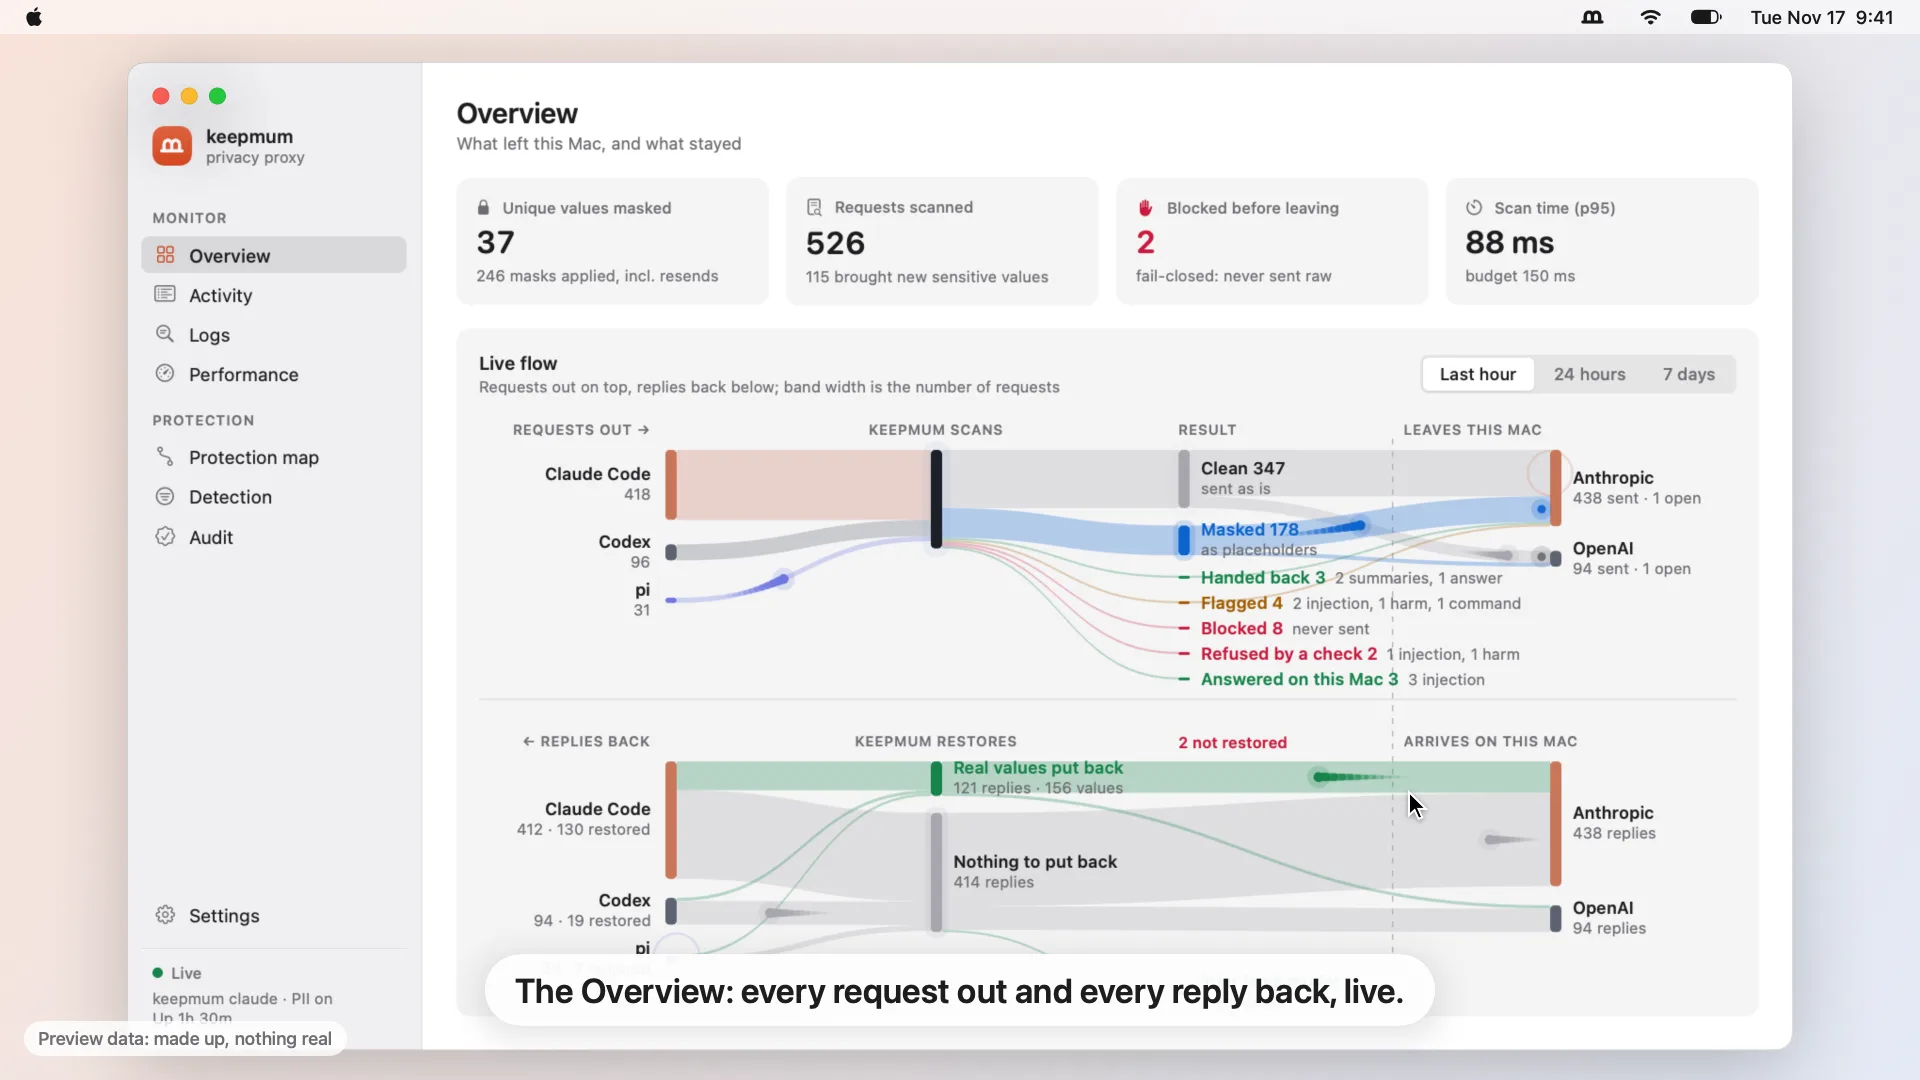 Tue Nov 17 9:41
keepmum
privacy proxy
MONITOR
Overview
Activity
Logs
Performance
PROTECTION
Protection map
Detection
Audit
Settings
Live
keepmum claude · PII on
Up 1h 30m
Preview data: made up, nothing real
Overview
What left this Mac, and what stayed
Unique values masked
37
246 masks applied, incl. resends
Requests scanned
526
115 brought new sensitive values
Blocked before leaving
2
fail-closed: never sent raw
Scan time (p95)
88 ms
budget 150 ms
Live flow
Requests out on top, replies back below; band width is the number of requests
Last hour
24 hours
7 days
REQUESTS OUT →
KEEPMUM SCANS
RESULT
LEAVES THIS MAC
Claude Code
418
Codex
96
pi
31
Clean 347
sent as is
Masked 178
as placeholders
Handed back 3 2 summaries, 1 answer
Flagged 4 2 injection, 1 harm, 1 command
Blocked 8 never sent
Refused by a check 2 1 injection, 1 harm
Answered on this Mac 3 3 injection
Anthropic
438 sent · 1 open
OpenAI
94 sent · 1 open
← REPLIES BACK
KEEPMUM RESTORES
2 not restored
ARRIVES ON THIS MAC
Claude Code
412 · 130 restored
Codex
94 · 19 restored
pi
Real values put back
121 replies · 156 values
Nothing to put back
414 replies
Anthropic
438 replies
OpenAI
94 replies
The Overview: every request out and every reply back, live.